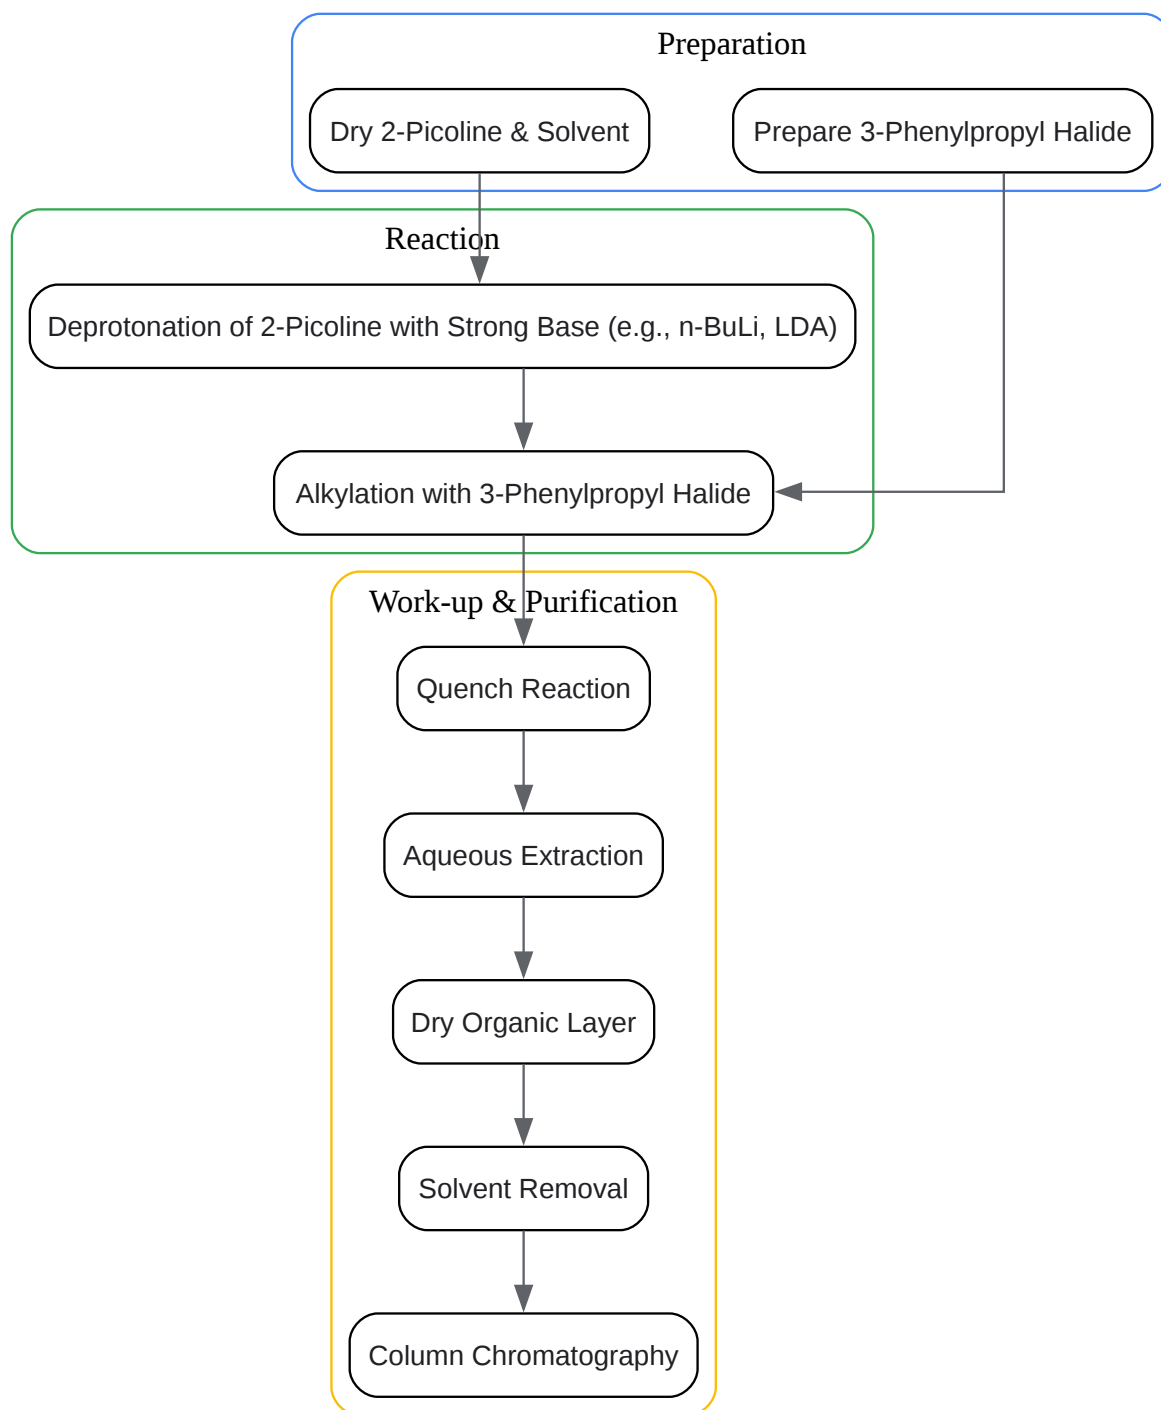 Preparation
Dry 2-Picoline & Solvent
Prepare 3-Phenylpropyl Halide
Reaction
Deprotonation of 2-Picoline with Strong Base (e.g., n-BuLi, LDA)
Alkylation with 3-Phenylpropyl Halide
Work-up & Purification
Quench Reaction
Aqueous Extraction
Dry Organic Layer
Solvent Removal
Column Chromatography